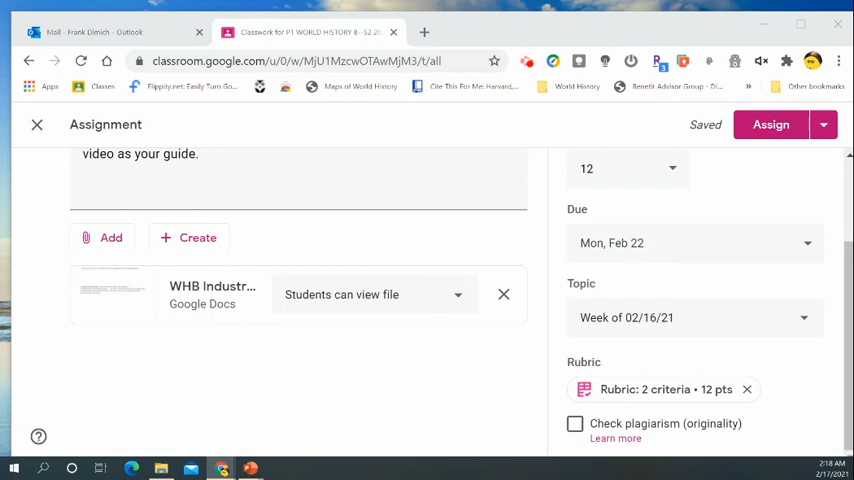 Mail - Frank Dimich - Outlook
Classwork for P1 WORLD HISTORY B--S2 20
classroom.google.com/u/0/w/MjU1MzcwOTAwMjM3/t/all
3
Apps
Classes
Flippity.net: Easily Turn Go...
Maps of World History
Cite This For Me: Harvard,...
World History
Benefit Advisor Group - Di...
»
Other bookmarks
Assignment
Saved
Assign
video as your guide.
12
Due
Add
Create
Mon, Feb 22
WHB Industr...
Google Docs
Students can view file
Topic
Week of 02/16/21
Rubric
Rubric: 2 criteria • 12 pts
Check plagiarism (originality)
Learn more
2:18 AM
2/17/2021